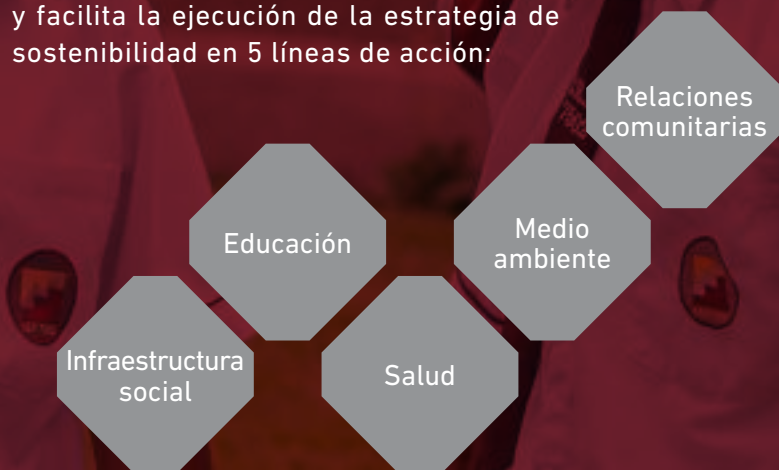 y facilita la ejecución de la estrategia de
sostenibilidad en 5 líneas de acción:
Relaciones
comunitarias
Educación
Medio
ambiente
Infraestructura
social
Salud